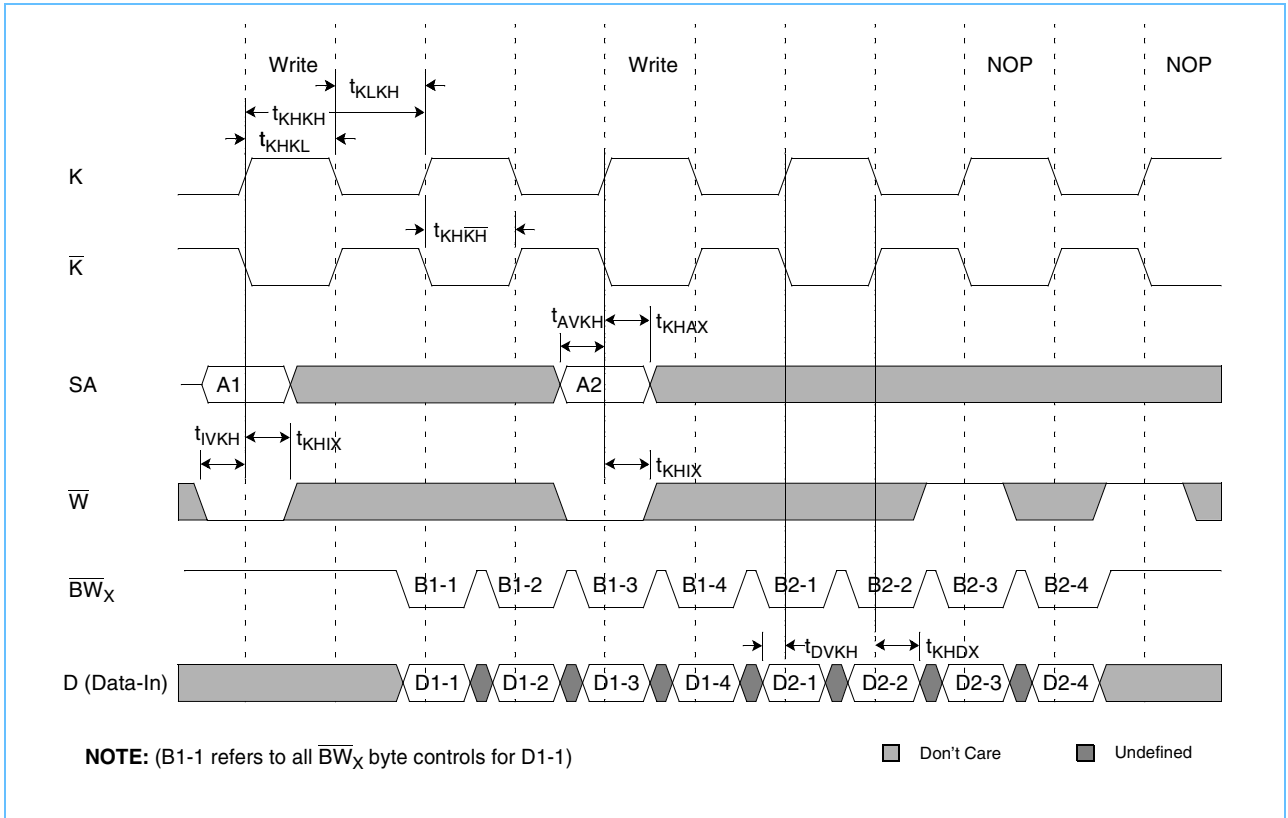 Write Write NOP NOP
tKLKH
tKHKH
tKHKL
K
tKHK̅H̅
K̅
tAVKH tKHAX
SA A1 A2
tIVKH tKHIX tKHIX
W̅
B̅W̅X B1-1 B1-2 B1-3 B1-4 B2-1 B2-2 B2-3 B2-4
tDVKH tKHDX
D (Data-In) D1-1 D1-2 D1-3 D1-4 D2-1 D2-2 D2-3 D2-4
NOTE: (B1-1 refers to all B̅W̅X byte controls for D1-1) Don't Care Undefined